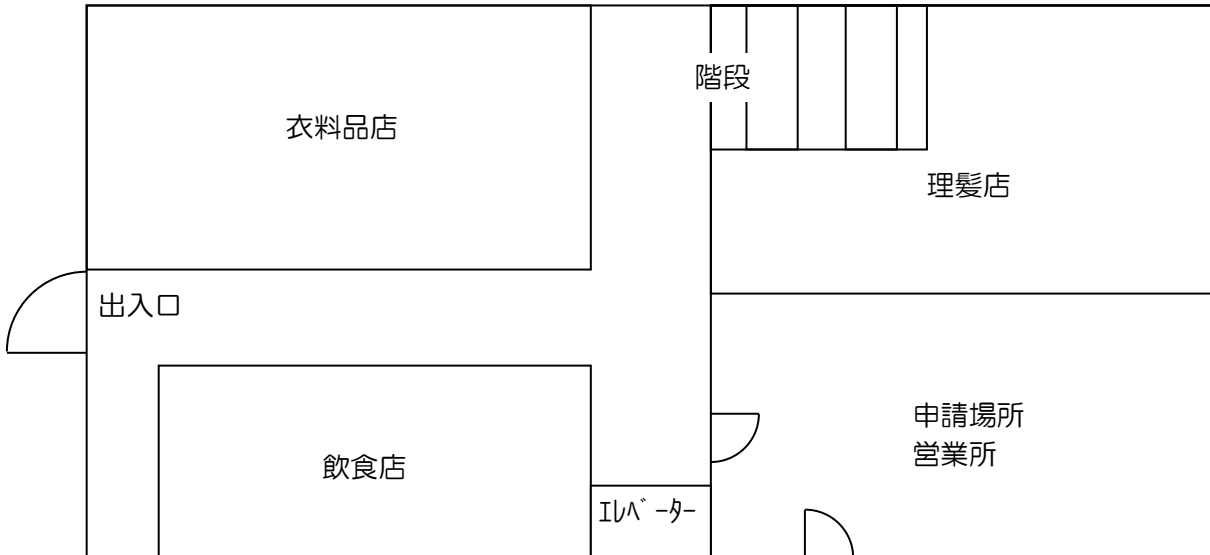 階段
衣料品店
理髪店
出入口
申請場所
営業所
飲食店
ｴﾚﾍﾞｰﾀｰ